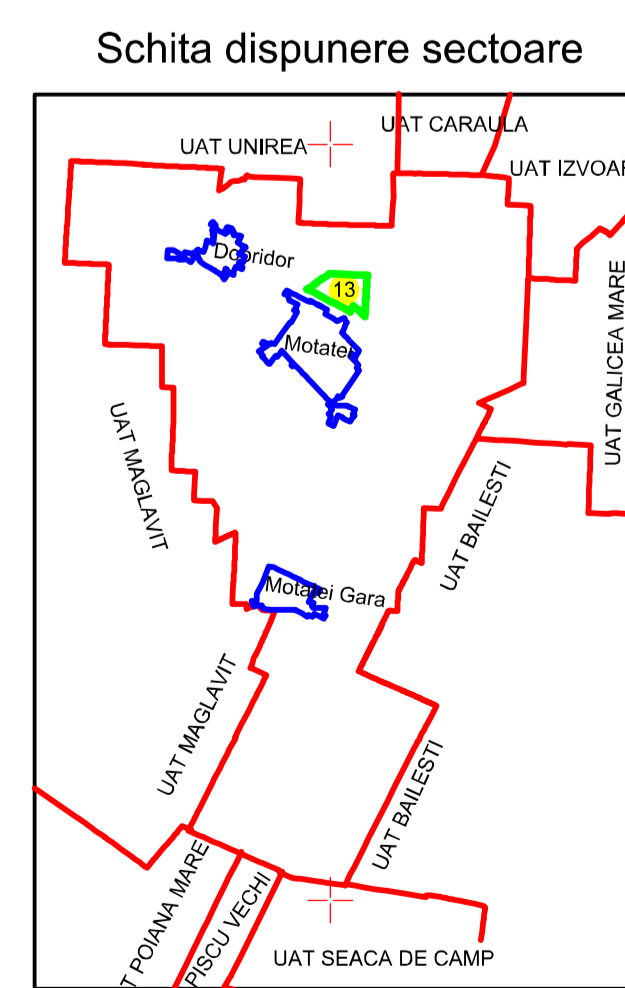 Schita dispunere sectoare
UAT CARAULA
UAT UNIREA
UAT IZVOAR
Dobridor
13
UAT GALICEA MARE
Motatei
UAT MAGLAVIT
UAT BAILESTI
Motatei Gara
UAT MAGLAVIT
UAT BAILESTI
T POIANA MARE
PISCU VECHI
UAT SEACA DE CAMP